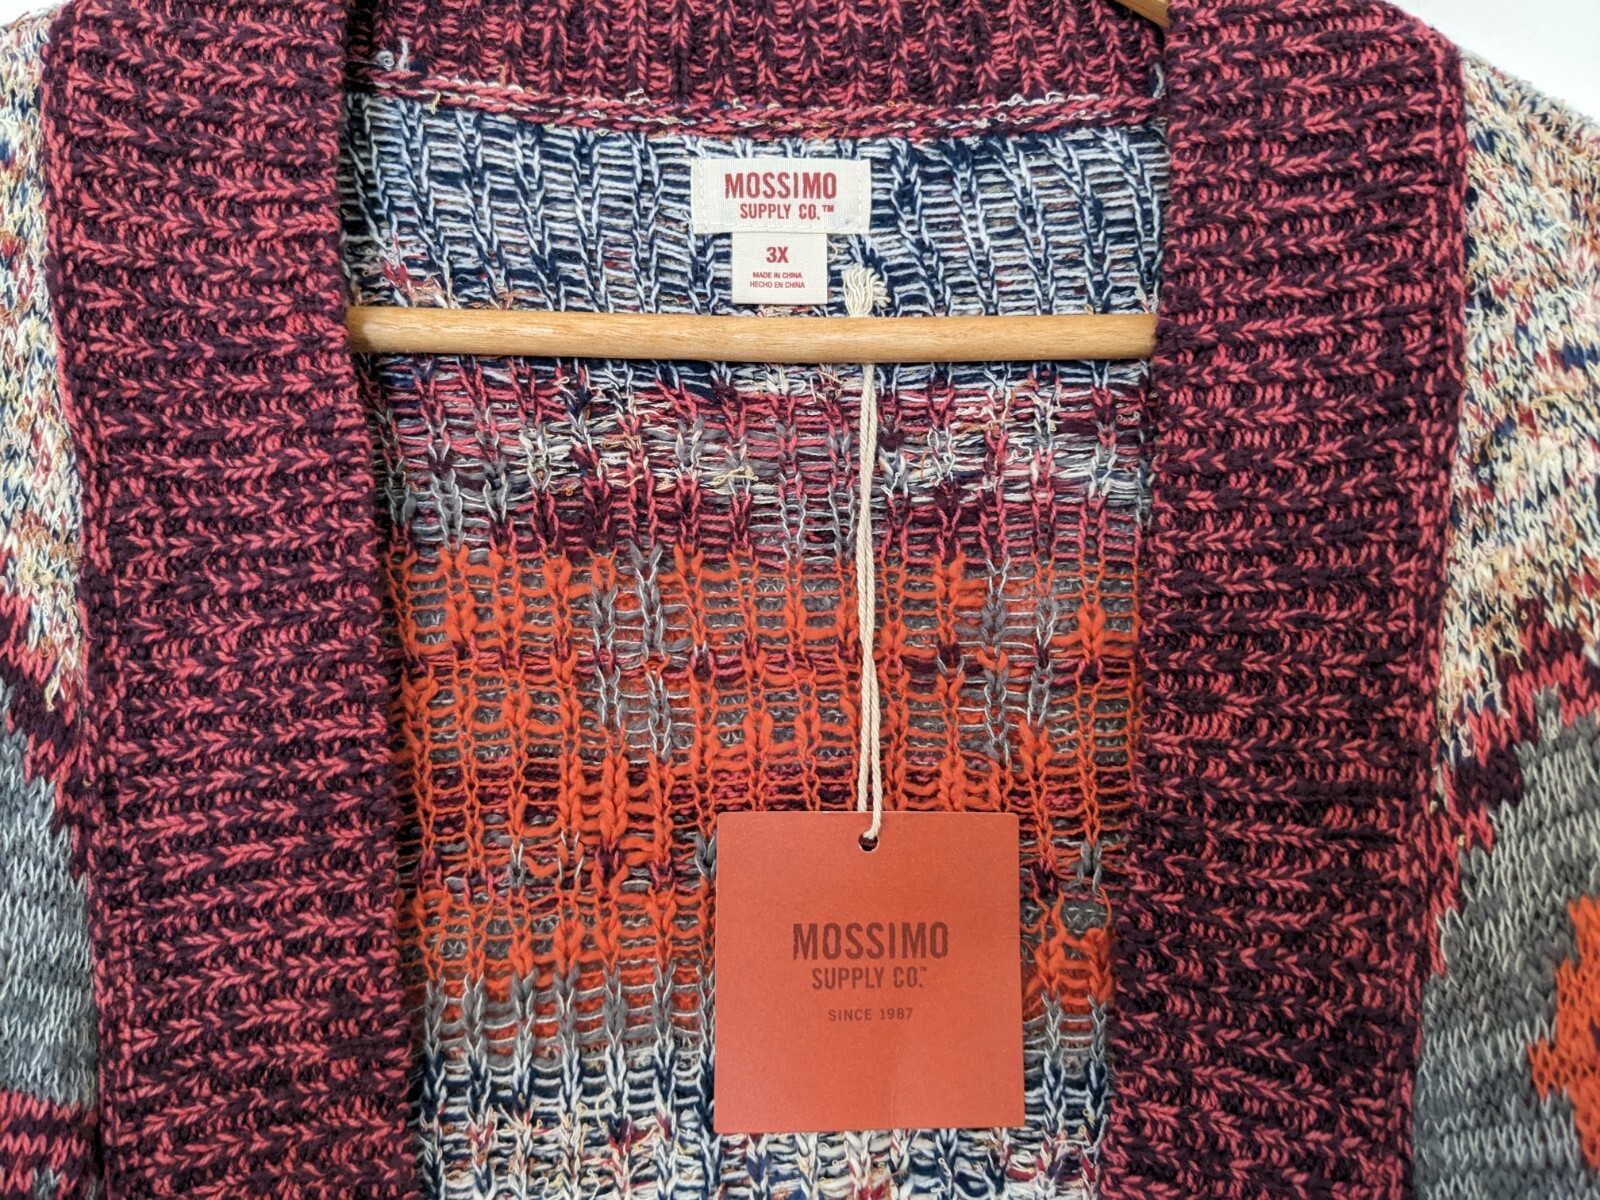 MOSSIMO
SUPPLY CO.™
3X
MADE IN CHINA
HECHO EN CHINA
MOSSIMO
SUPPLY CO.™
SINCE 1987